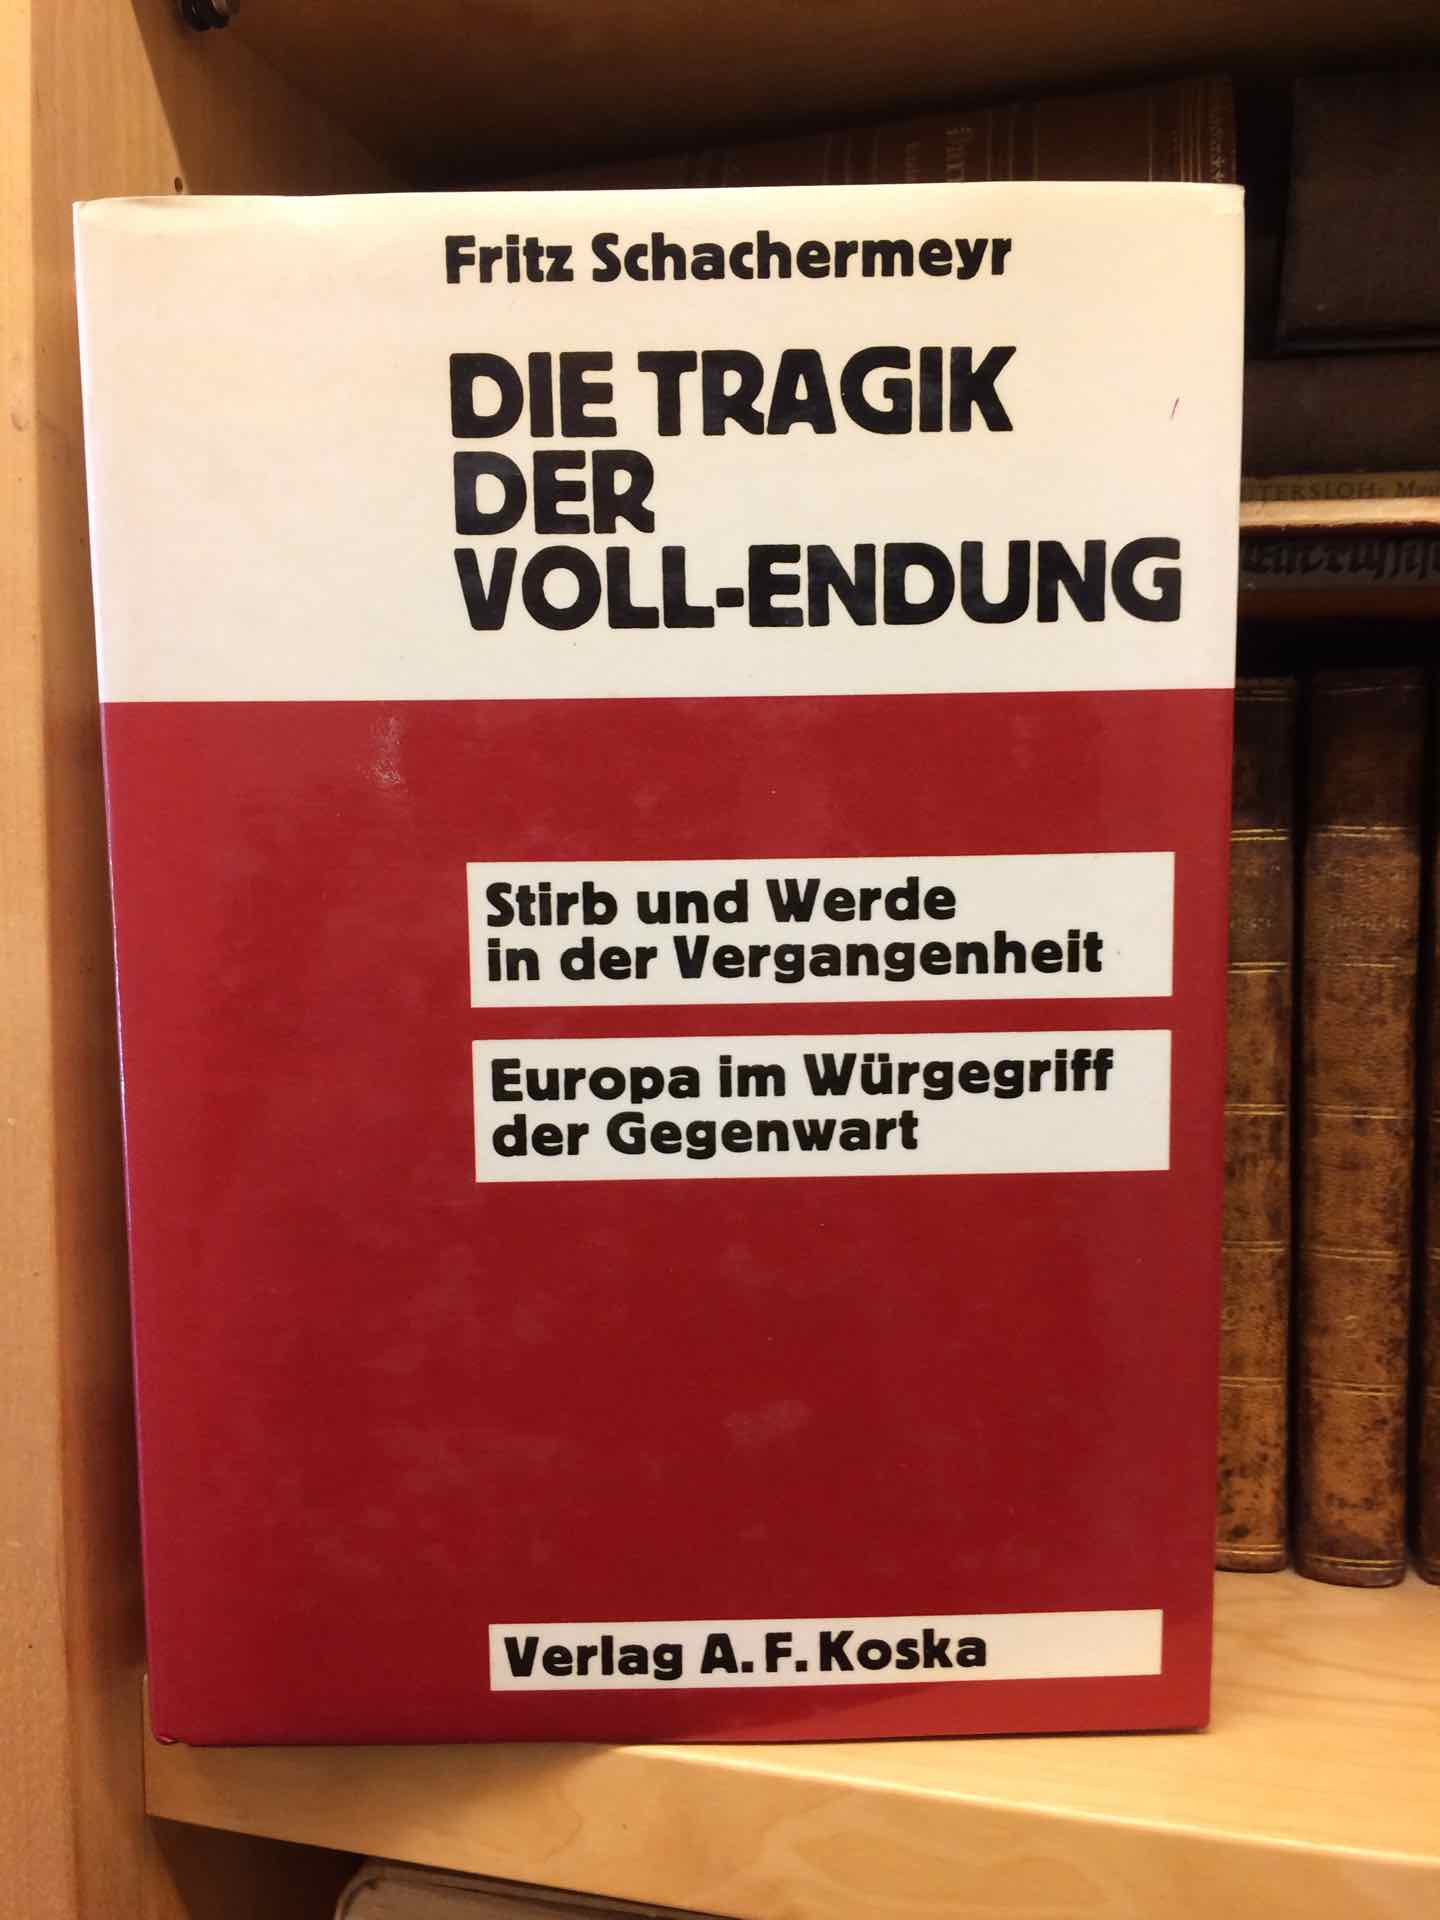 Fritz Schachermeyr
DIE TRAGIK
DER
VOLL-ENDUNG
Stirb und Werde
in der Vergangenheit
Europa im Würgegriff
der Gegenwart
Verlag A. F. Koska